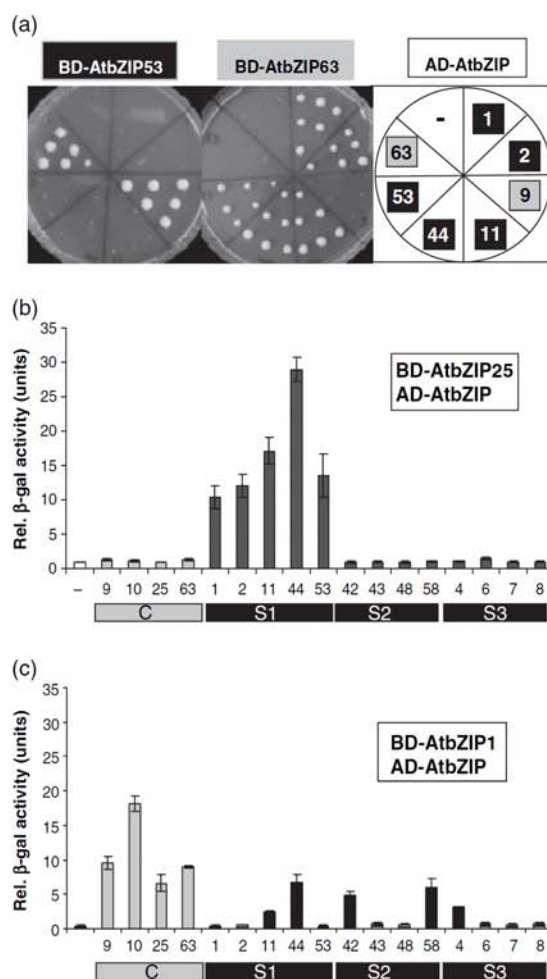 (a)
BD-AtbZIP53 BD-AtbZIP63 AD-AtbZIP
- 1
63 2
53 9
44 11
(b)
35
30
25
20
15
10
5
0
Rel. β-gal activity (units)
BD-AtbZIP25
AD-AtbZIP
– 9 10 25 63 1 2 11 44 53 42 43 48 58 4 6 7 8
C S1 S2 S3
(c)
35
30
25
20
15
10
5
0
Rel. β-gal activity (units)
BD-AtbZIP1
AD-AtbZIP
9 10 25 63 1 2 11 44 53 42 43 48 58 4 6 7 8
C S1 S2 S3